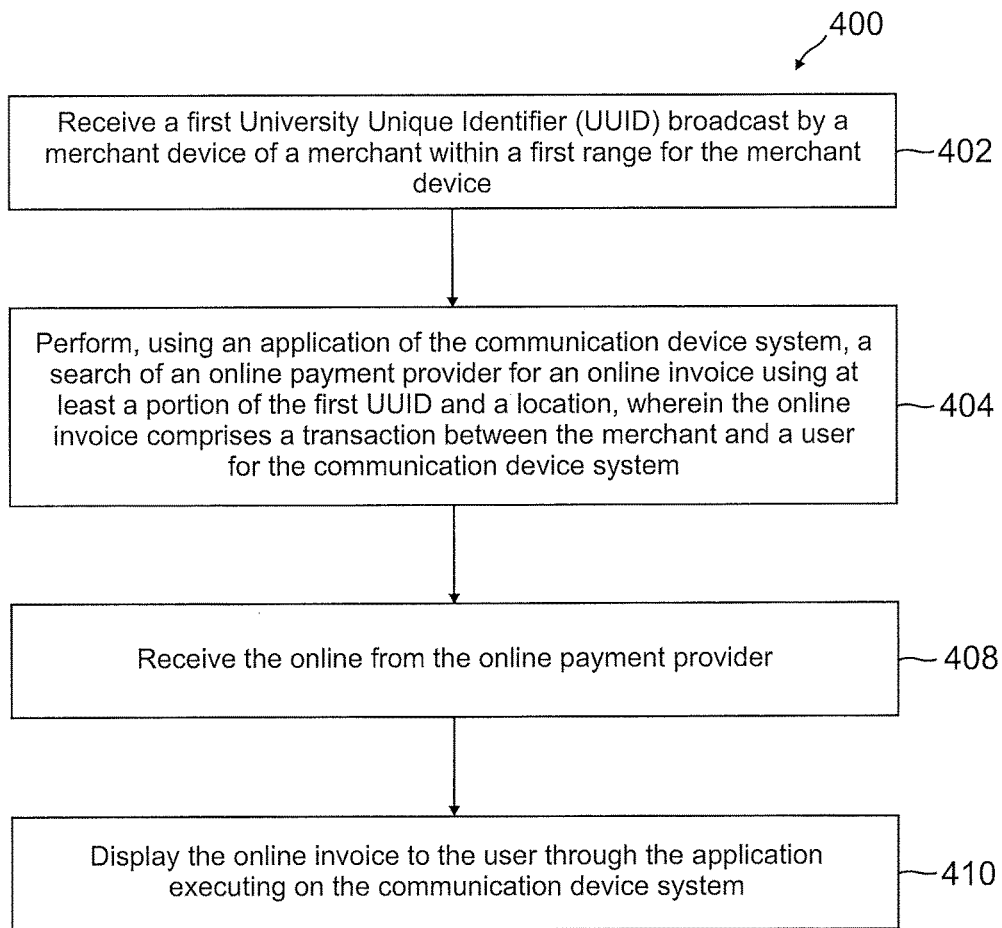 400
Receive a first University Unique Identifier (UUID) broadcast by a
merchant device of a merchant within a first range for the merchant
device
402
Perform, using an application of the communication device system, a
search of an online payment provider for an online invoice using at
least a portion of the first UUID and a location, wherein the online
invoice comprises a transaction between the merchant and a user
for the communication device system
404
Receive the online from the online payment provider
408
Display the online invoice to the user through the application
executing on the communication device system
410